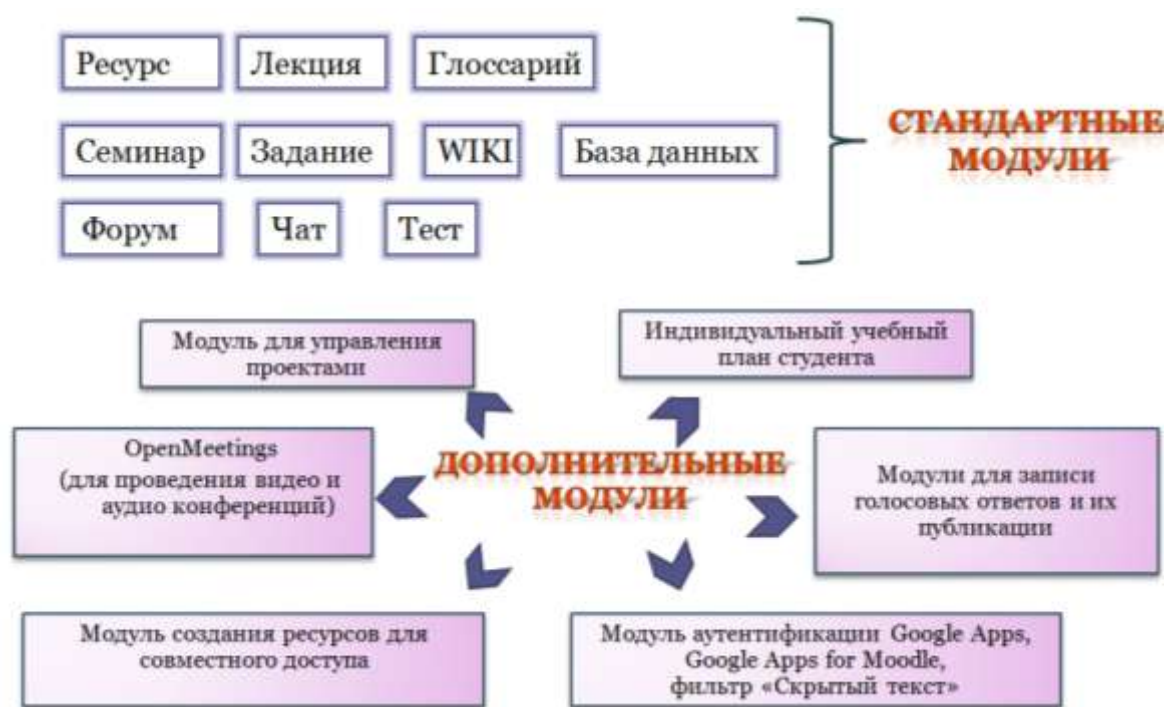 Ресурс
Лекция
Глоссарий
Семинар
Задание
WIKI
База данных
Форум
Чат
Тест
СТАНДАРТНЫЕ
МОДУЛИ
Модуль для управления
проектами
Индивидуальный учебный
план студента
OpenMeetings
(для проведения видео и
аудио конференций)
ДОПОЛНИТЕЛЬНЫЕ
МОДУЛИ
Модули для записи
голосовых ответов и их
публикации
Модуль создания ресурсов для
совместного доступа
Модуль аутентификации Google Apps,
Google Apps for Moodle,
фильтр «Скрытый текст»